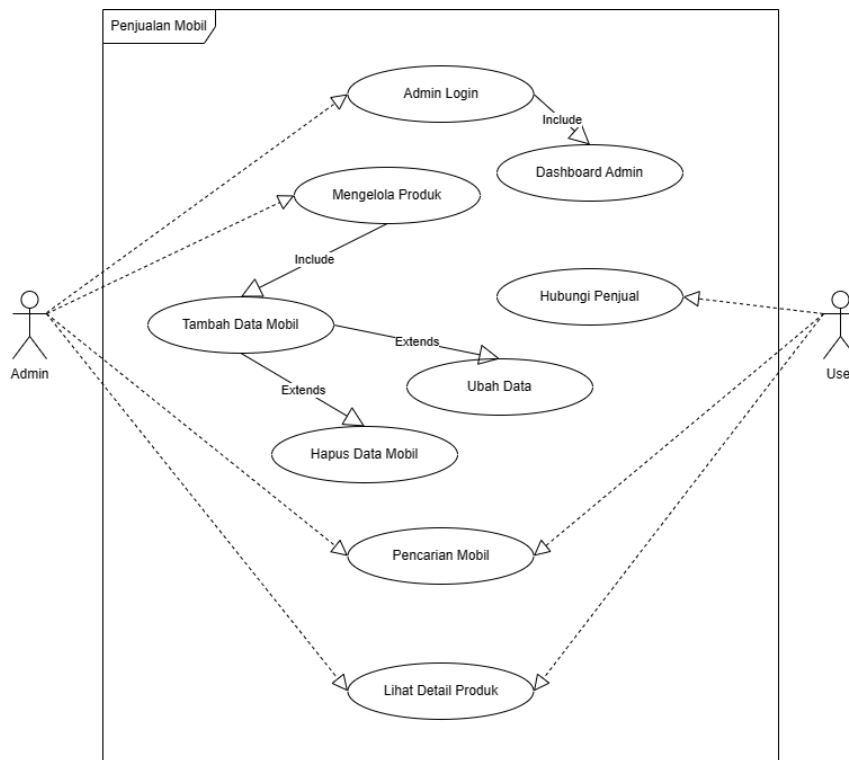 Penjualan Mobil
Admin Login
Include
Dashboard Admin
Mengelola Produk
Include
Hubungi Penjual
Tambah Data Mobil
Extends
Admin
Use
Ubah Data
Extends
Hapus Data Mobil
Pencarian Mobil
Lihat Detail Produk